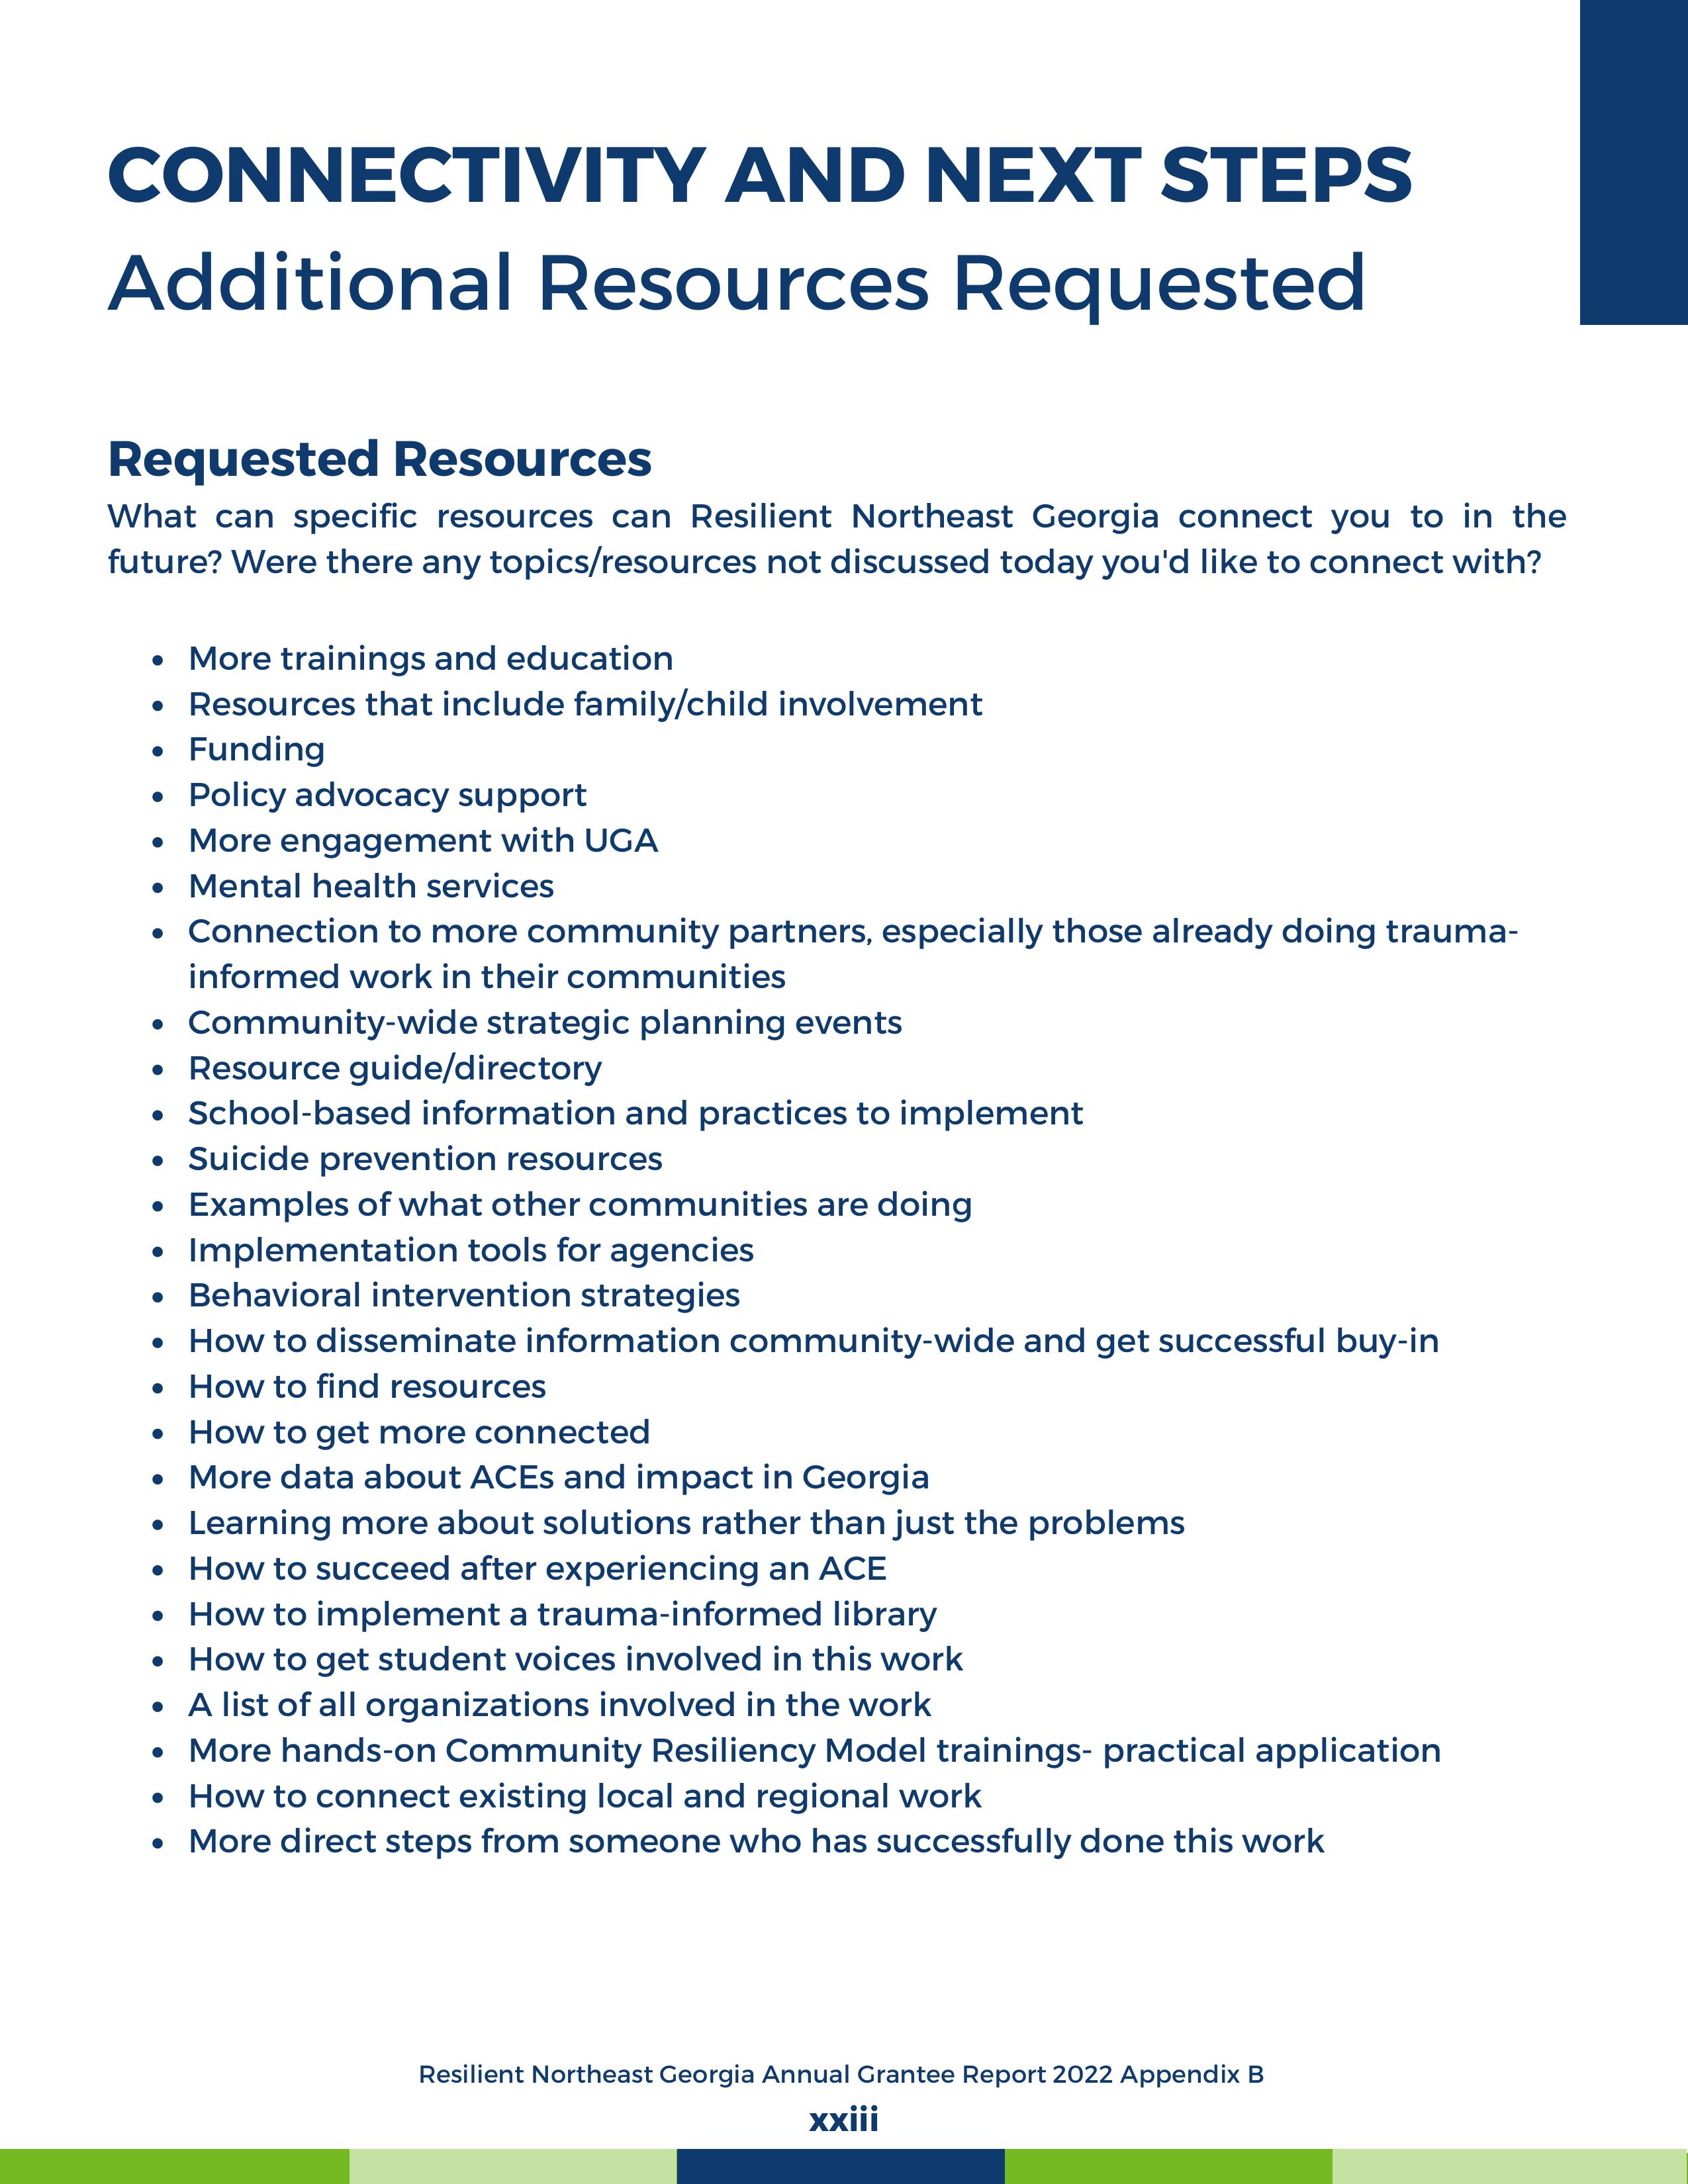 CONNECTIVITY AND NEXT STEPS
Additional Resources Requested
Requested Resources
What can specific resources can Resilient Northeast Georgia connect you to in the
future? Were there any topics/resources not discussed today you'd like to connect with?
• More trainings and education
• Resources that include family/child involvement
• Funding
• Policy advocacy support
• More engagement with UGA
• Mental health services
• Connection to more community partners, especially those already doing trauma-
informed work in their communities
• Community-wide strategic planning events
• Resource guide/directory
• School-based information and practices to implement
• Suicide prevention resources
• Examples of what other communities are doing
• Implementation tools for agencies
• Behavioral intervention strategies
• How to disseminate information community-wide and get successful buy-in
• How to find resources
• How to get more connected
• More data about ACEs and impact in Georgia
• Learning more about solutions rather than just the problems
• How to succeed after experiencing an ACE
• How to implement a trauma-informed library
• How to get student voices involved in this work
• A list of all organizations involved in the work
• More hands-on Community Resiliency Model trainings- practical application
• How to connect existing local and regional work
• More direct steps from someone who has successfully done this work
Resilient Northeast Georgia Annual Grantee Report 2022 Appendix B
xxiii